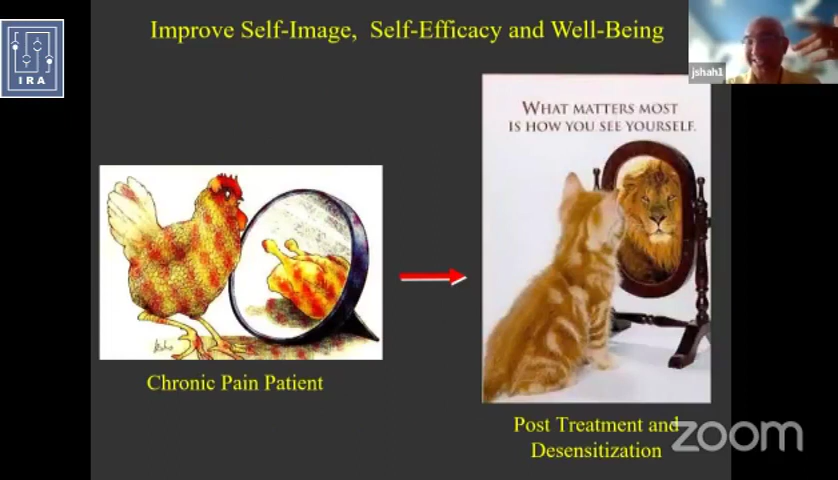 Improve Self-Image, Self-Efficacy and Well-Being
jshah1
IRA
WHAT MATTERS MOST
IS HOW YOU SEE YOURSELF.
Chronic Pain Patient
Post Treatment and
Desensitization
zoom